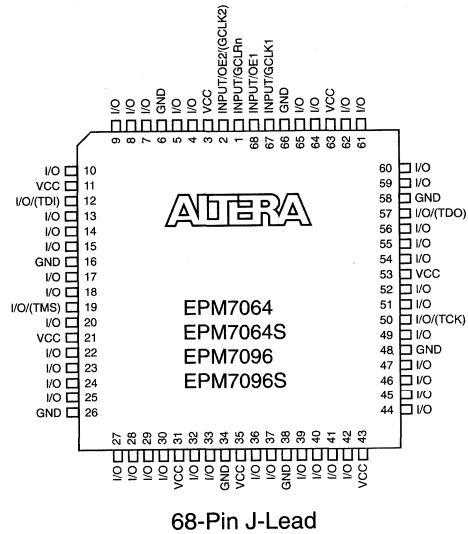 9 I/O
8 I/O
7 I/O
6 GND
5 I/O
4 I/O
3 VCC
2 INPUT/OE2/(GCLK2)
1 INPUT/GCLRn
68 INPUT/OE1
67 INPUT/GCLK1
66 GND
65 I/O
64 I/O
63 VCC
62 I/O
61 I/O
I/O 10
VCC 11
I/O/(TDI) 12
I/O 13
I/O 14
I/O 15
GND 16
I/O 17
I/O 18
I/O/(TMS) 19
I/O 20
VCC 21
I/O 22
I/O 23
I/O 24
I/O 25
GND 26
ALTERA
EPM7064
EPM7064S
EPM7096
EPM7096S
60 I/O
59 I/O
58 GND
57 I/O/(TDO)
56 I/O
55 I/O
54 I/O
53 VCC
52 I/O
51 I/O
50 I/O/(TCK)
49 I/O
48 GND
47 I/O
46 I/O
45 I/O
44 I/O
I/O 27
I/O 28
I/O 29
I/O 30
VCC 31
I/O 32
I/O 33
GND 34
VCC 35
I/O 36
I/O 37
GND 38
I/O 39
I/O 40
I/O 41
I/O 42
VCC 43
68-Pin J-Lead